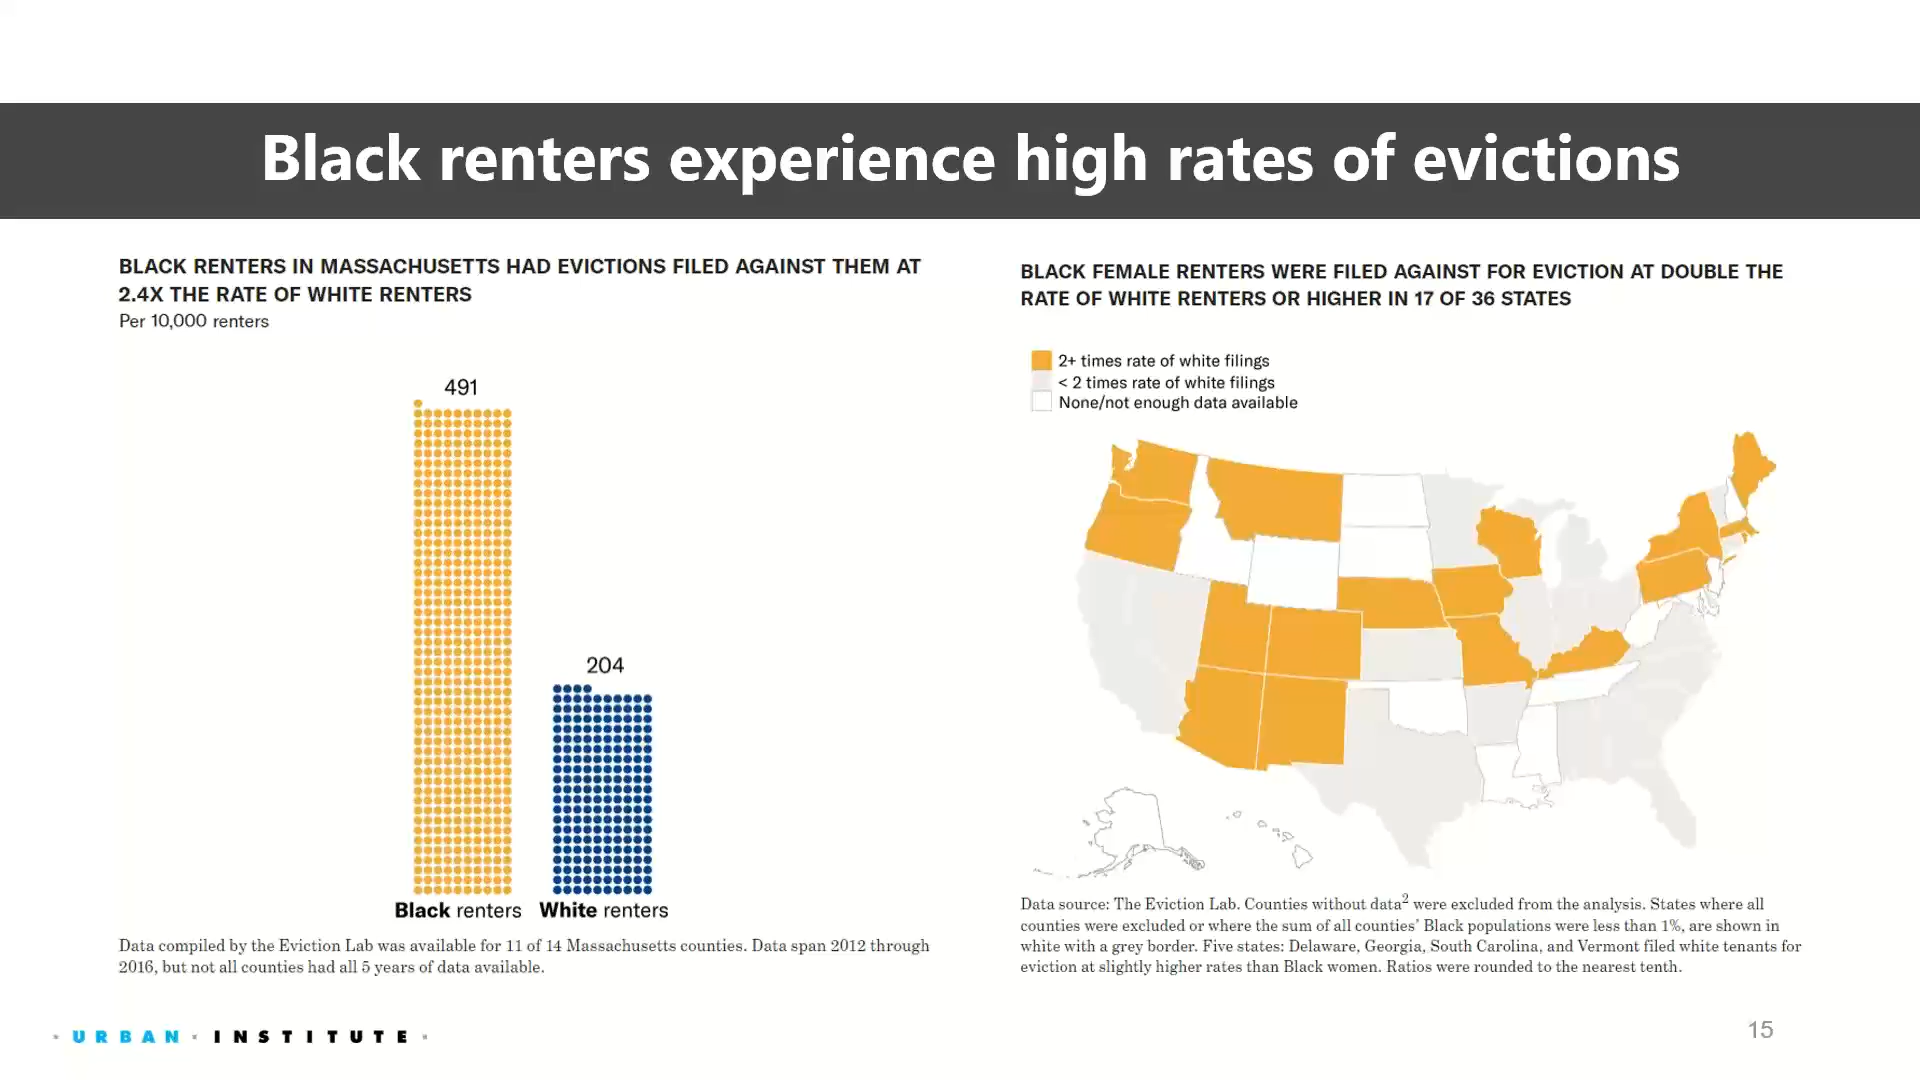 Black renters experience high rates of evictions
BLACK RENTERS IN MASSACHUSETTS HAD EVICTIONS FILED AGAINST THEM AT
2.4X THE RATE OF WHITE RENTERS
Per 10,000 renters
491
204
Black renters
White renters
Data compiled by the Eviction Lab was available for 11 of 14 Massachusetts counties. Data span 2012 through
2016, but not all counties had all 5 years of data available.
BLACK FEMALE RENTERS WERE FILED AGAINST FOR EVICTION AT DOUBLE THE
RATE OF WHITE RENTERS OR HIGHER IN 17 OF 36 STATES
2+ times rate of white filings
< 2 times rate of white filings
None/not enough data available
Data source: The Eviction Lab. Counties without data² were excluded from the analysis. States where all
counties were excluded or where the sum of all counties' Black populations were less than 1%, are shown in
white with a grey border. Five states: Delaware, Georgia, South Carolina, and Vermont filed white tenants for
eviction at slightly higher rates than Black women. Ratios were rounded to the nearest tenth.
· URBAN · INSTITUTE ·
15